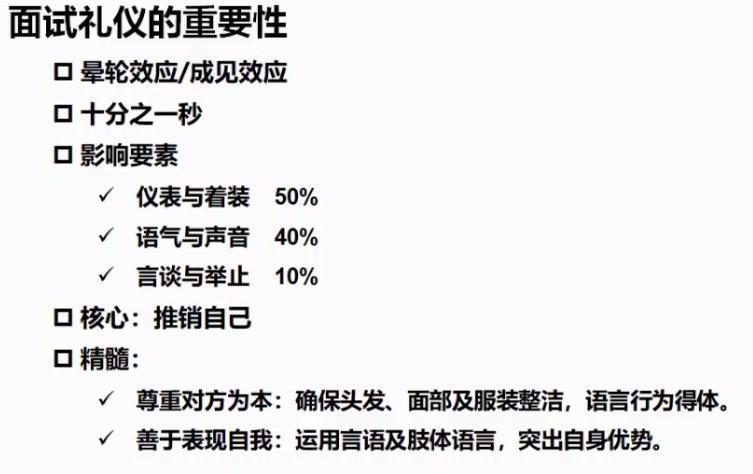 面试礼仪的重要性
晕轮效应/成见效应
十分之一秒
影响要素
仪表与着装 50%
语气与声音 40%
言谈与举止 10%
核心：推销自己
精髓：
尊重对方为本：确保头发、面部及服装整洁，语言行为得体。
善于表现自我：运用言语及肢体语言，突出自身优势。